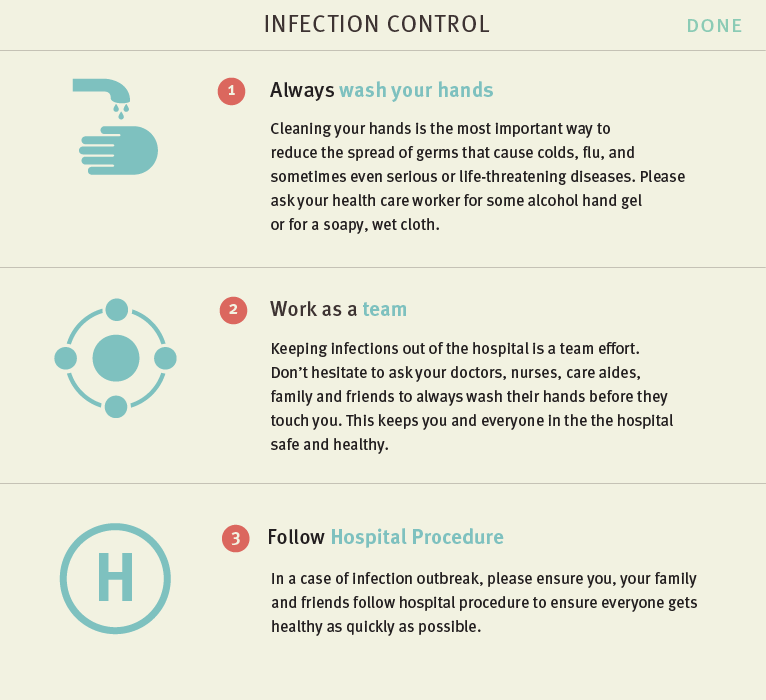 INFECTION CONTROL
DONE
1
Always wash your hands
Cleaning your hands is the most important way to
reduce the spread of germs that cause colds, flu, and
sometimes even serious or life-threatening diseases. Please
ask your health care worker for some alcohol hand gel
or for a soapy, wet cloth.
2
Work as a team
Keeping infections out of the hospital is a team effort.
Don’t hesitate to ask your doctors, nurses, care aides,
family and friends to always wash their hands before they
touch you. This keeps you and everyone in the the hospital
safe and healthy.
H
3
Follow Hospital Procedure
In a case of infection outbreak, please ensure you, your family
and friends follow hospital procedure to ensure everyone gets
healthy as quickly as possible.